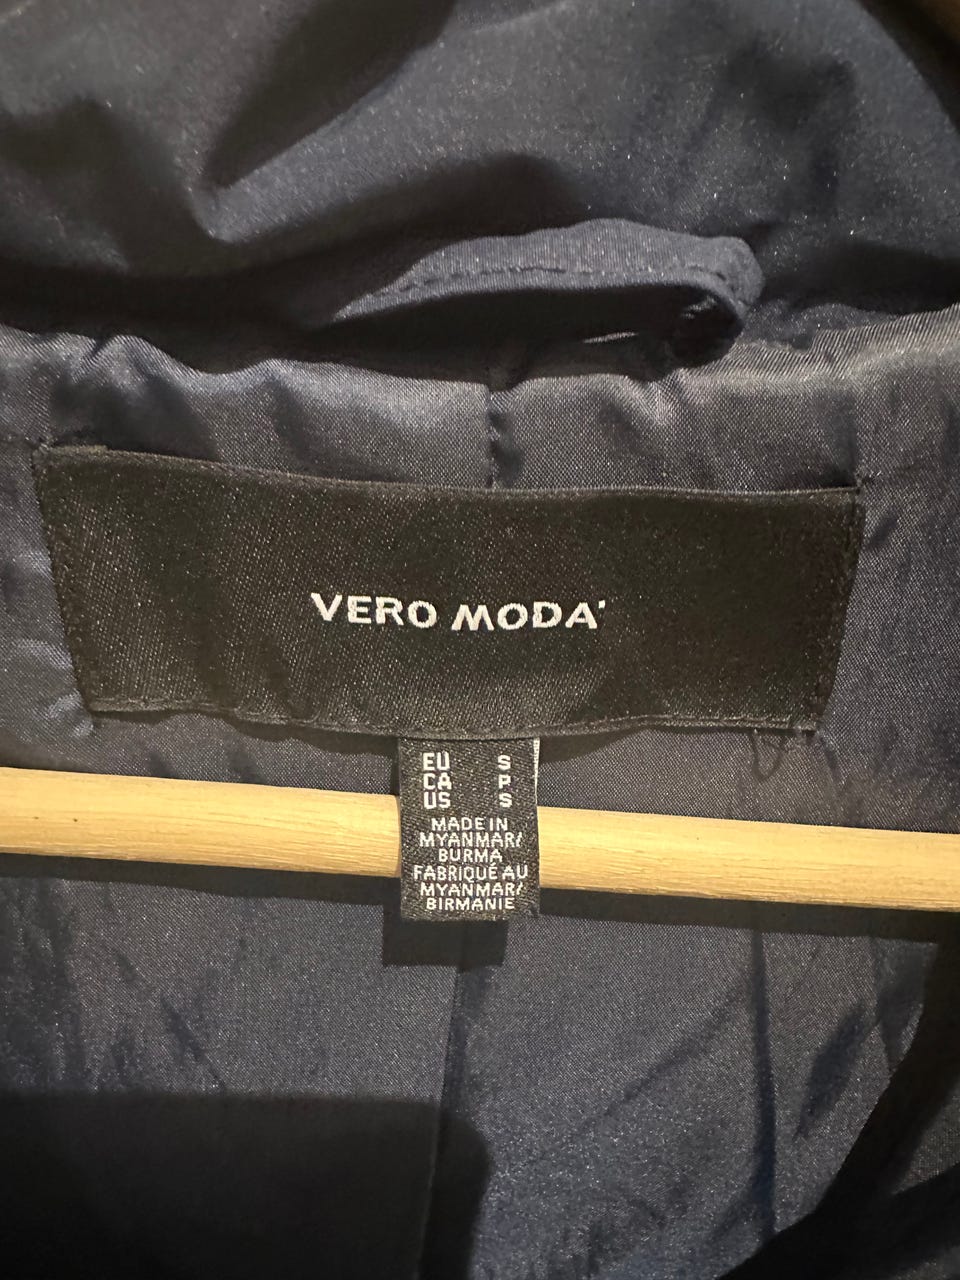 VERO MODA
EU S
CA P
US S
MADE IN
MYANMAR/
BURMA
FABRIQUÉ AU
MYANMAR/
BIRMANIE